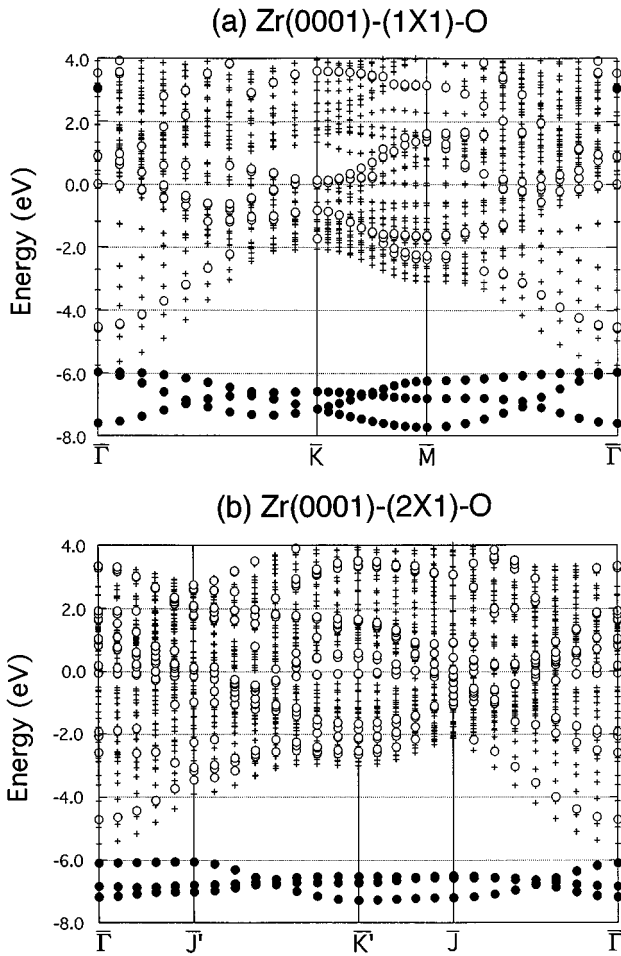 (a) Zr(0001)-(1X1)-O
Energy (eV)
4.0
2.0
0.0
-2.0
-4.0
-6.0
-8.0
Γ̄ K̄ M̄ Γ̄
(b) Zr(0001)-(2X1)-O
Energy (eV)
4.0
2.0
0.0
-2.0
-4.0
-6.0
-8.0
Γ̄ J̄' K̄' J̄ Γ̄